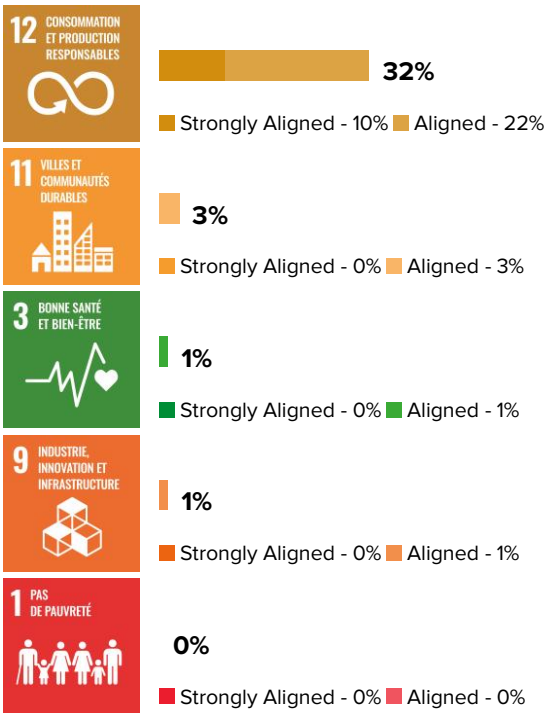 12 CONSOMMATION
ET PRODUCTION
RESPONSABLES
32%
Strongly Aligned - 10% Aligned - 22%
11 VILLES ET
COMMUNAUTÉS
DURABLES
3%
Strongly Aligned - 0% Aligned - 3%
3 BONNE SANTÉ
ET BIEN-ÊTRE
1%
Strongly Aligned - 0% Aligned - 1%
9 INDUSTRIE,
INNOVATION ET
INFRASTRUCTURE
1%
Strongly Aligned - 0% Aligned - 1%
1 PAS
DE PAUVRETÉ
0%
Strongly Aligned - 0% Aligned - 0%